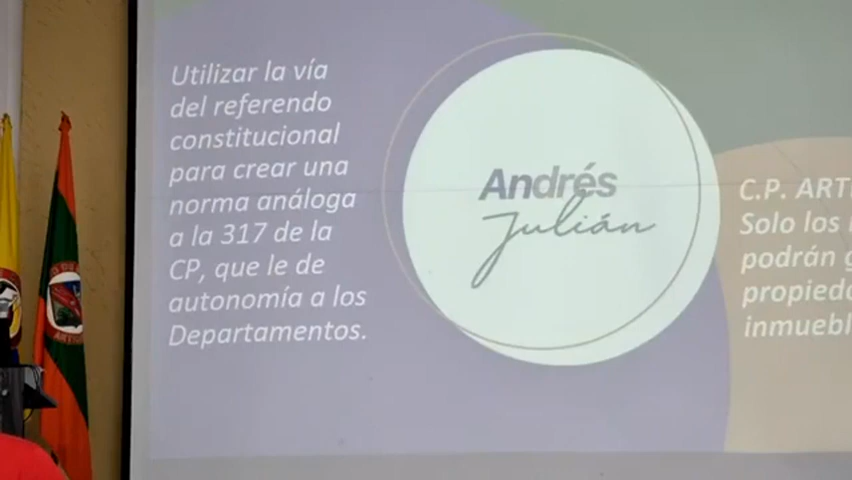 Utilizar la vía
del referendo
constitucional
para crear una
norma análoga
a la 317 de la
CP, que le de
autonomía a los
Departamentos.
Andrés
Julián
C.P. ART
Solo los
podrán
propied
inmuebl